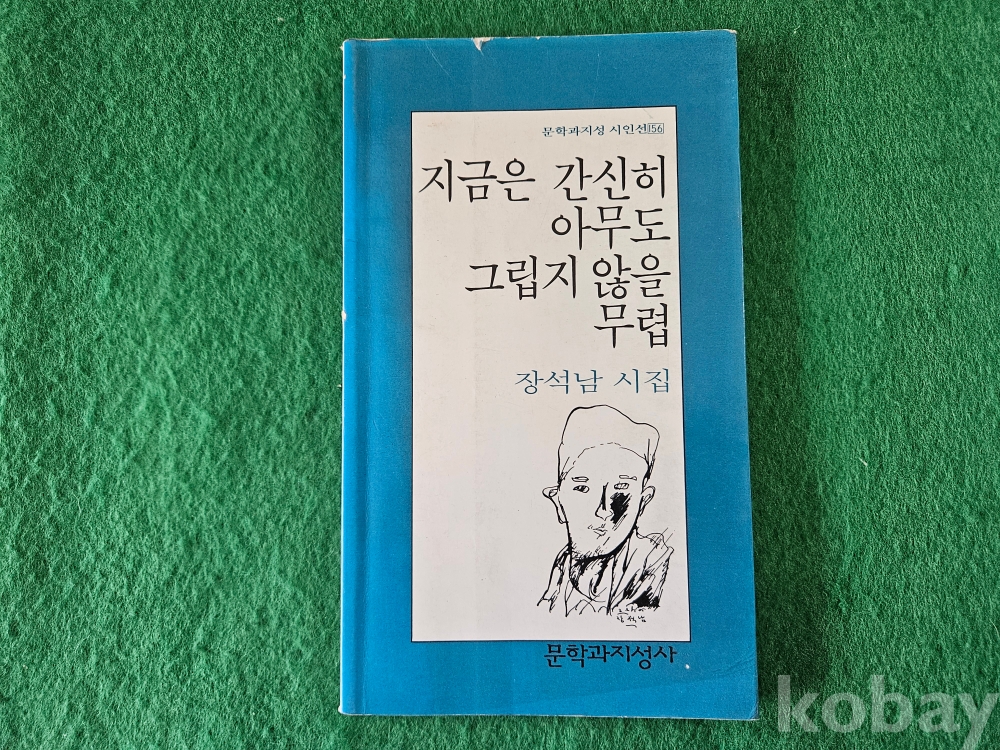 문학과지성 시인선 156
지금은 간신히
아무도
그립지 않을
무렵
장석남 시집
문학과지성사
kobay